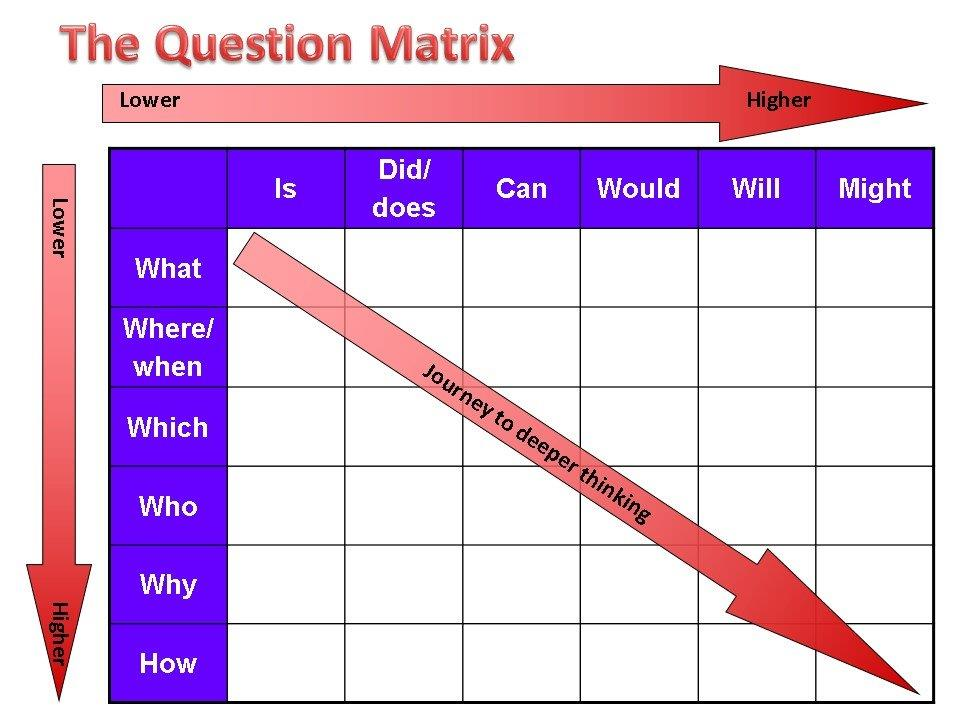 The Question Matrix
Lower
Higher
Lower
Higher
Is
Did/
does
Can
Would
Will
Might
What
Where/
when
Which
Who
Why
How
Journey to deeper thinking